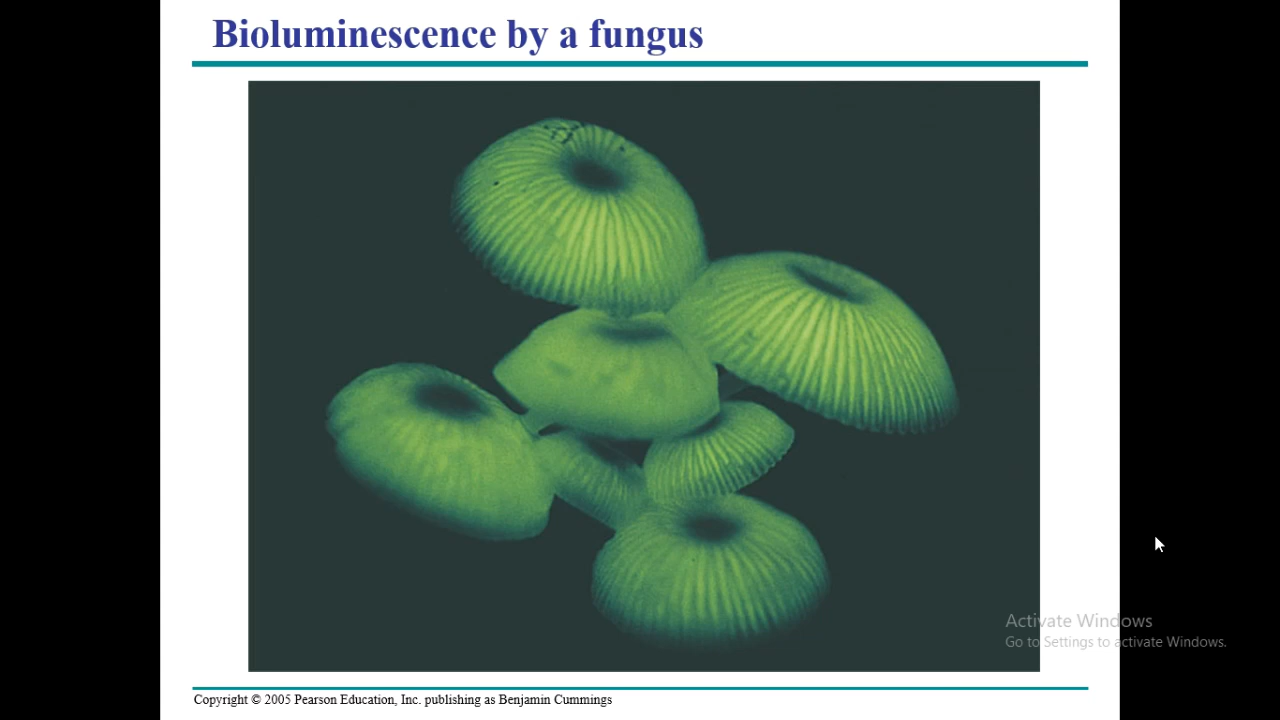 Bioluminescence by a fungus
Activate Windows
Go to Settings to activate Windows.
Copyright © 2005 Pearson Education, Inc. publishing as Benjamin Cummings